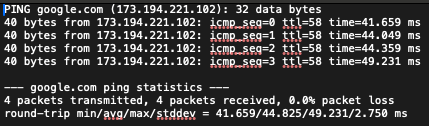 PING google.com (173.194.221.102): 32 data bytes
40 bytes from 173.194.221.102: icmp_seq=0 ttl=58 time=41.659 ms
40 bytes from 173.194.221.102: icmp_seq=1 ttl=58 time=44.049 ms
40 bytes from 173.194.221.102: icmp_seq=2 ttl=58 time=44.359 ms
40 bytes from 173.194.221.102: icmp_seq=3 ttl=58 time=49.231 ms

--- google.com ping statistics ---
4 packets transmitted, 4 packets received, 0.0% packet loss
round-trip min/avg/max/stddev = 41.659/44.825/49.231/2.750 ms